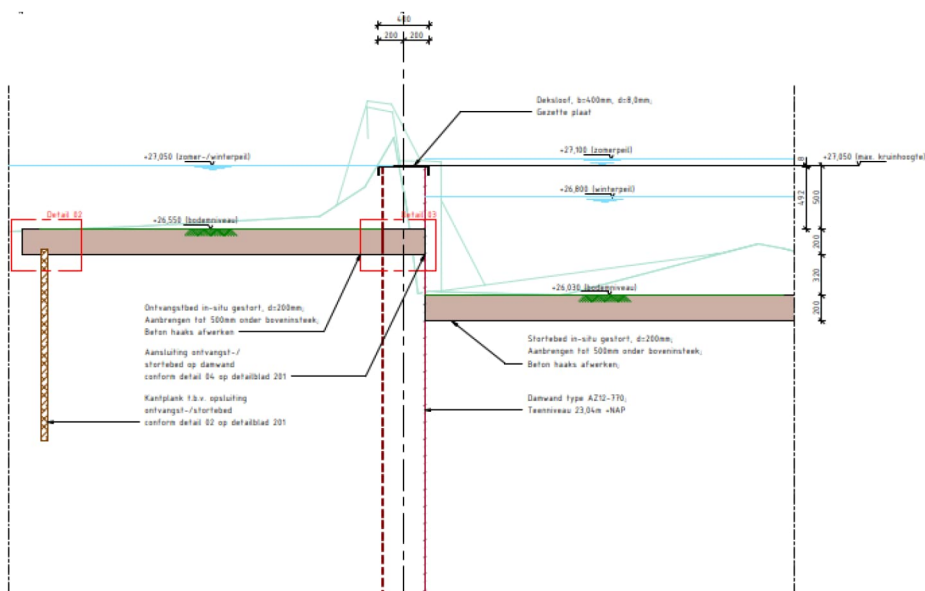 400
200 200
Deksloof, b=400mm, d=8,0mm;
Gezette plaat
+27,050 (zomer-/winterpeil)
+27,100 (zomerpeil)
+27,050 (max. kruinhoogte)
8
+26,800 (winterpeil)
492
500
Detail 02
+26,550 (bodemniveau)
Detail 03
200
320
+26,030 (bodemniveau)
200
Ontvangstbed in-situ gestort, d=200mm;
Aanbrengen tot 500mm onder boveninsteek;
Beton haaks afwerken
Stortebed in-situ gestort, d=200mm;
Aanbrengen tot 500mm onder boveninsteek;
Beton haaks afwerken;
Aansluiting ontvangst-/
stortebed op damwand
conform detail 04 op detailblad 201
Kantplank t.b.v. opsluiting
ontvangst-/stortebed
conform detail 02 op detailblad 201
Damwand type AZ12-770;
Teenniveau 23,04m +NAP